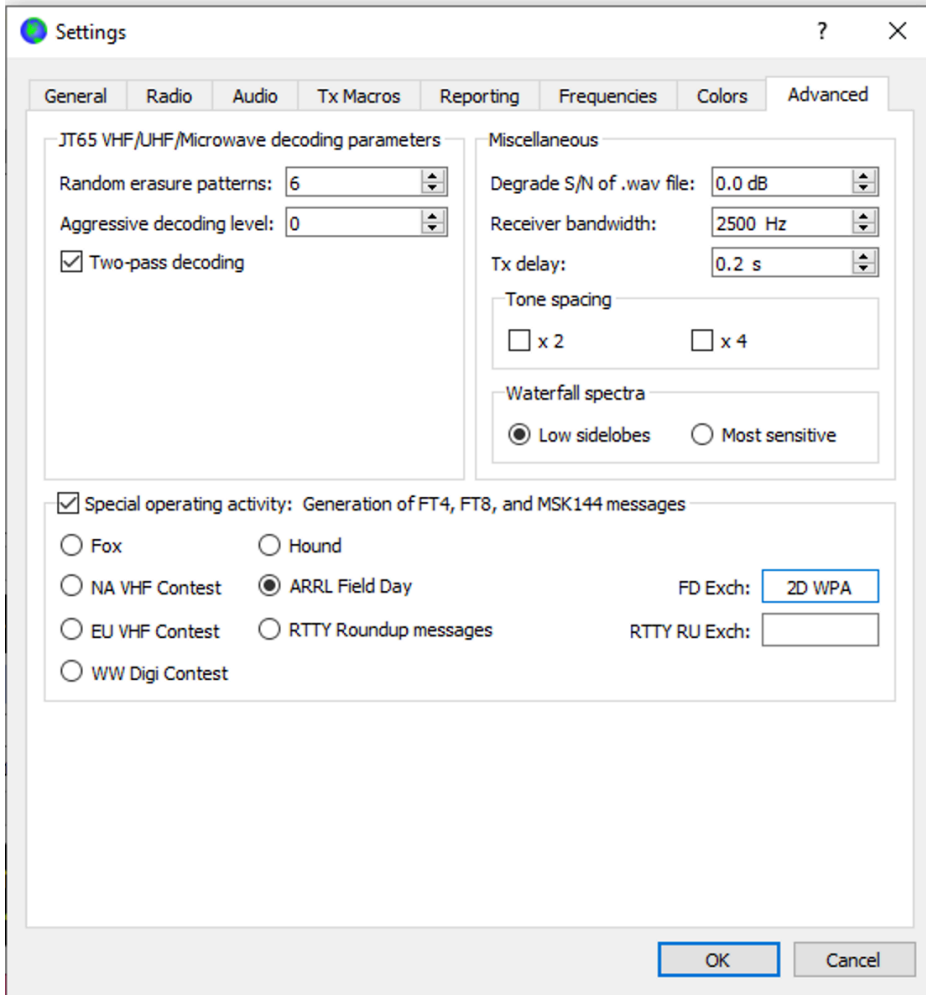 Settings
?
General Radio Audio Tx Macros Reporting Frequencies Colors Advanced
JT65 VHF/UHF/Microwave decoding parameters
Random erasure patterns: 6
Aggressive decoding level: 0
Two-pass decoding
Miscellaneous
Degrade S/N of .wav file: 0.0 dB
Receiver bandwidth: 2500 Hz
Tx delay: 0.2 s
Tone spacing
x 2 x 4
Waterfall spectra
Low sidelobes Most sensitive
Special operating activity: Generation of FT4, FT8, and MSK144 messages
Fox Hound
NA VHF Contest ARRL Field Day FD Exch: 2D WPA
EU VHF Contest RTTY Roundup messages RTTY RU Exch:
WW Digi Contest
OK Cancel